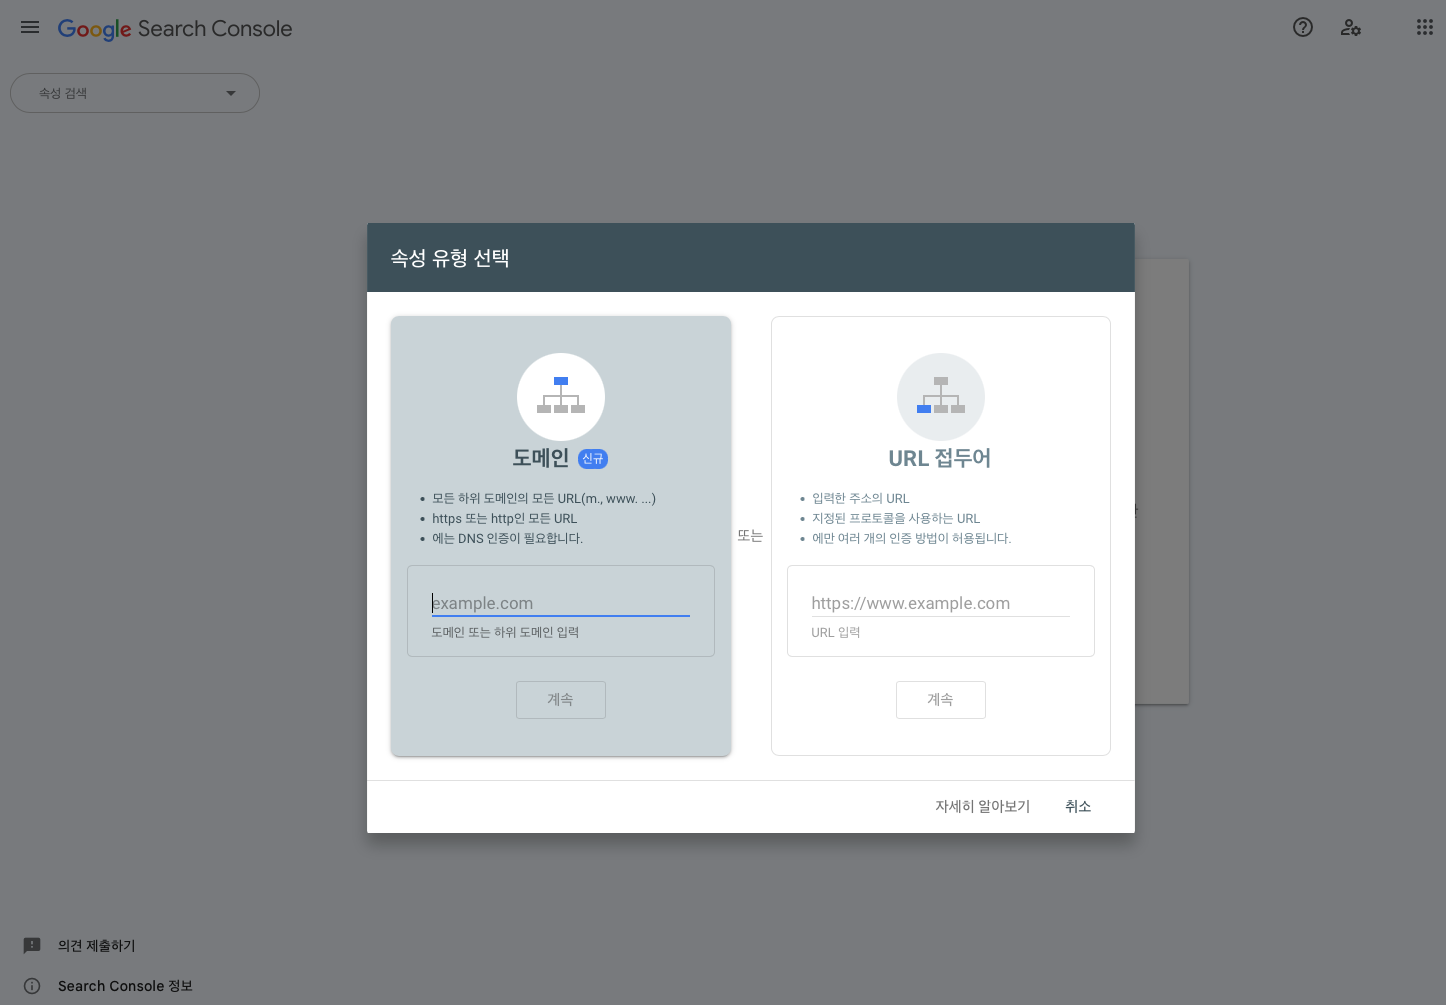 Google Search Console
속성 검색
속성 유형 선택
도메인 신규
모든 하위 도메인의 모든 URL(m., www. ...)
https 또는 http인 모든 URL
에는 DNS 인증이 필요합니다.
example.com
도메인 또는 하위 도메인 입력
계속
또는
URL 접두어
입력한 주소의 URL
지정된 프로토콜을 사용하는 URL
에만 여러 개의 인증 방법이 허용됩니다.
https://www.example.com
URL 입력
계속
자세히 알아보기
취소
의견 제출하기
Search Console 정보